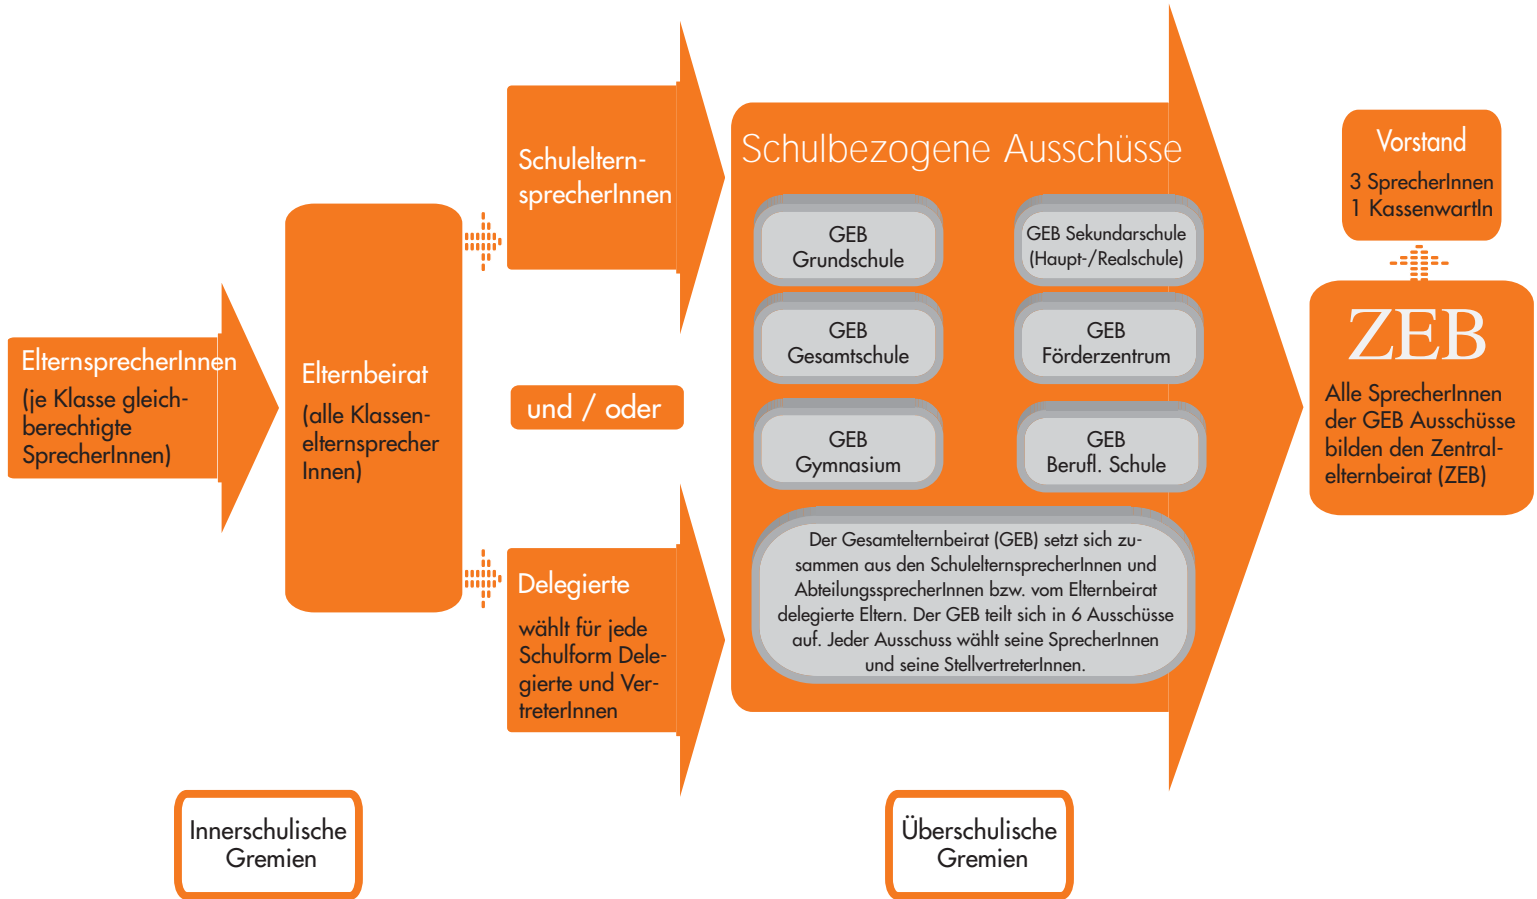 ElternsprecherInnen
(je Klasse gleich-
berechtigte
SprecherInnen)
Elternbeirat
(alle Klassen-
elternsprecher
Innen)
Schuleltern-
sprecherInnen
und / oder
Delegierte
wählt für jede
Schulform Dele-
gierte und Ver-
treterInnen
Schulbezogene Ausschüsse
GEB
Grundschule
GEB Sekundarschule
(Haupt-/Realschule)
GEB
Gesamtschule
GEB
Förderzentrum
GEB
Gymnasium
GEB
Berufl. Schule
Der Gesamtelternbeirat (GEB) setzt sich zu-
sammen aus den SchulelternsprecherInnen und
AbteilungssprecherInnen bzw. vom Elternbeirat
delegierte Eltern. Der GEB teilt sich in 6 Ausschüsse
auf. Jeder Ausschuss wählt seine SprecherInnen
und seine StellvertreterInnen.
Vorstand
3 SprecherInnen
1 KassenwartIn
ZEB
Alle SprecherInnen
der GEB Ausschüsse
bilden den Zentral-
elternbeirat (ZEB)
Innerschulische
Gremien
Überschulische
Gremien